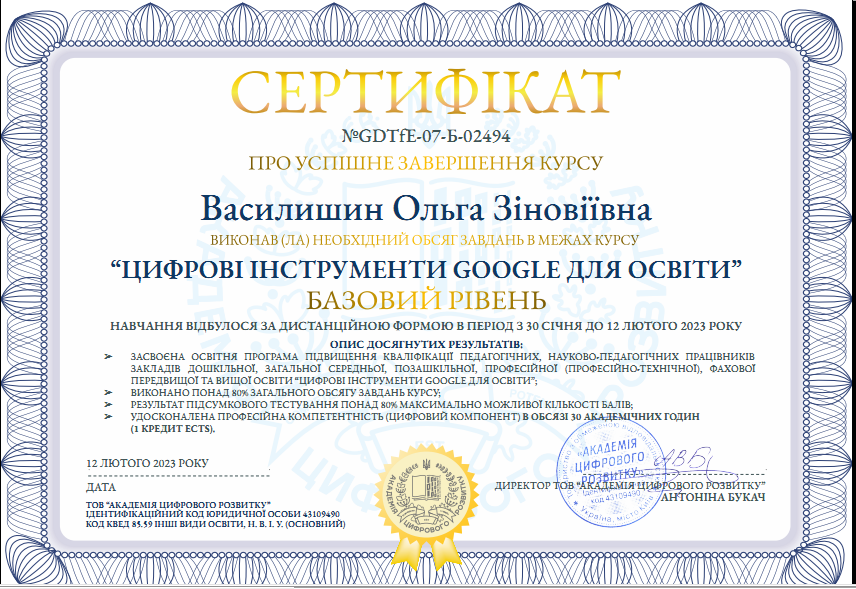 СЕРТИФІКАТ
№GDTfE-07-Б-02494
ПРО УСПІШНЕ ЗАВЕРШЕННЯ КУРСУ
Василишин Ольга Зіновіївна
ВИКОНАВ (ЛА) НЕОБХІДНИЙ ОБСЯГ ЗАВДАНЬ В МЕЖАХ КУРСУ
“ЦИФРОВІ ІНСТРУМЕНТИ GOOGLE ДЛЯ ОСВІТИ”
БАЗОВИЙ РІВЕНЬ
НАВЧАННЯ ВІДБУЛОСЯ ЗА ДИСТАНЦІЙНОЮ ФОРМОЮ В ПЕРІОД З 30 СІЧНЯ ДО 12 ЛЮТОГО 2023 РОКУ
ОПИС ДОСЯГНУТИХ РЕЗУЛЬТАТІВ:
➢ ЗАСВОЄНА ОСВІТНЯ ПРОГРАМА ПІДВИЩЕННЯ КВАЛІФІКАЦІЇ ПЕДАГОГІЧНИХ, НАУКОВО-ПЕДАГОГІЧНИХ ПРАЦІВНИКІВ
ЗАКЛАДІВ ДОШКІЛЬНОЇ, ЗАГАЛЬНОЇ СЕРЕДНЬОЇ, ПОЗАШКІЛЬНОЇ, ПРОФЕСІЙНОЇ (ПРОФЕСІЙНО-ТЕХНІЧНОЇ), ФАХОВОЇ
ПЕРЕДВИЩОЇ ТА ВИЩОЇ ОСВІТИ “ЦИФРОВІ ІНСТРУМЕНТИ GOOGLE ДЛЯ ОСВІТИ”;
➢ ВИКОНАНО ПОНАД 80% ЗАГАЛЬНОГО ОБСЯГУ ЗАВДАНЬ КУРСУ;
➢ РЕЗУЛЬТАТ ПІДСУМКОВОГО ТЕСТУВАННЯ ПОНАД 80% МАКСИМАЛЬНО МОЖЛИВОЇ КІЛЬКОСТІ БАЛІВ;
➢ УДОСКОНАЛЕНА ПРОФЕСІЙНА КОМПЕТЕНТНІСТЬ (ЦИФРОВИЙ КОМПОНЕНТ) В ОБСЯЗІ 30 АКАДЕМІЧНИХ ГОДИН
(1 КРЕДИТ ECTS).
12 ЛЮТОГО 2023 РОКУ
ДАТА
ТОВ “АКАДЕМІЯ ЦИФРОВОГО РОЗВИТКУ”
ІДЕНТИФІКАЦІЙНИЙ КОД ЮРИДИЧНОЇ ОСОБИ 43109490
КОД КВЕД 85.59 ІНШІ ВИДИ ОСВІТИ, Н. В. І. У. (ОСНОВНИЙ)
АКАДЕМІЯ ЦИФРОВОГО РОЗВИТКУ
“АКАДЕМІЯ
ЦИФРОВОГО
РОЗВИТКУ”
код 43109490
Україна, місто Київ
ДИРЕКТОР ТОВ “АКАДЕМІЯ ЦИФРОВОГО РОЗВИТКУ”
АНТОНІНА БУКАЧ